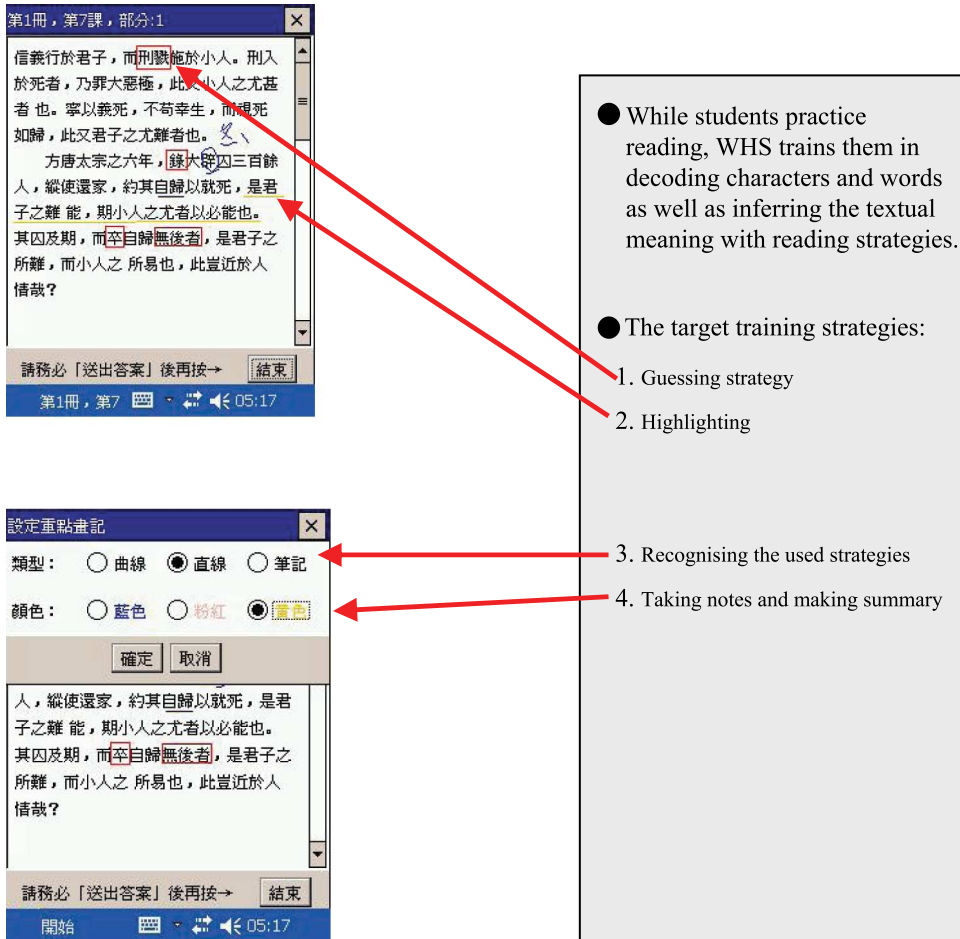 第1冊，第7課，部分:1
信義行於君子，而刑戮施於小人。刑入
於死者，乃罪大惡極，此又小人之尤甚
者 也。寧以義死，不苟幸生，而視死
如歸，此又君子之尤難者也。
方唐太宗之六年，錄大辟囚三百餘
人，縱使還家，約其自歸以就死，是君
子之難 能，期小人之尤者以必能也。
其囚及期，而卒自歸無後者，是君子之
所難，而小人之 所易也，此豈近於人
情哉？
請務必「送出答案」後再按→ 結束
第1冊，第7 05:17
設定重點畫記
類型： 曲線 直線 筆記
顏色： 藍色 粉紅 黃色
確定 取消
人，縱使還家，約其自歸以就死，是君
子之難 能，期小人之尤者以必能也。
其囚及期，而卒自歸無後者，是君子之
所難，而小人之 所易也，此豈近於人
情哉？
請務必「送出答案」後再按→ 結束
開始 05:17
● While students practice
reading, WHS trains them in
decoding characters and words
as well as inferring the textual
meaning with reading strategies.
● The target training strategies:
1. Guessing strategy
2. Highlighting
3. Recognising the used strategies
4. Taking notes and making summary